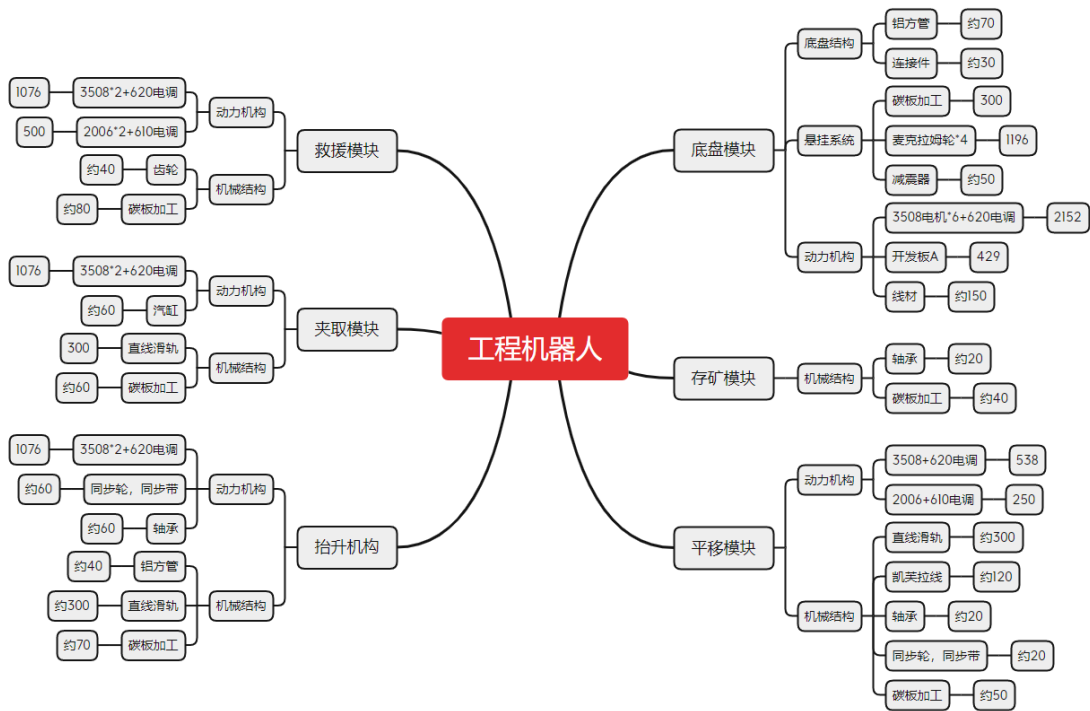 工程机器人
救援模块
动力机构
3508*2+620电调
1076
2006*2+610电调
500
机械结构
齿轮
约40
碳板加工
约80
夹取模块
动力机构
3508*2+620电调
1076
汽缸
约60
机械结构
直线滑轨
300
碳板加工
约60
抬升机构
动力机构
3508*2+620电调
1076
同步轮，同步带
约60
轴承
约60
机械结构
铝方管
约40
直线滑轨
约300
碳板加工
约70
底盘模块
底盘结构
铝方管
约70
连接件
约30
悬挂系统
碳板加工
300
麦克拉姆轮*4
1196
减震器
约50
动力机构
3508电机*6+620电调
2152
开发板A
429
线材
约150
存矿模块
机械结构
轴承
约20
碳板加工
约40
平移模块
动力机构
3508+620电调
538
2006+610电调
250
机械结构
直线滑轨
约300
凯芙拉线
约120
轴承
约20
同步轮，同步带
约20
碳板加工
约50